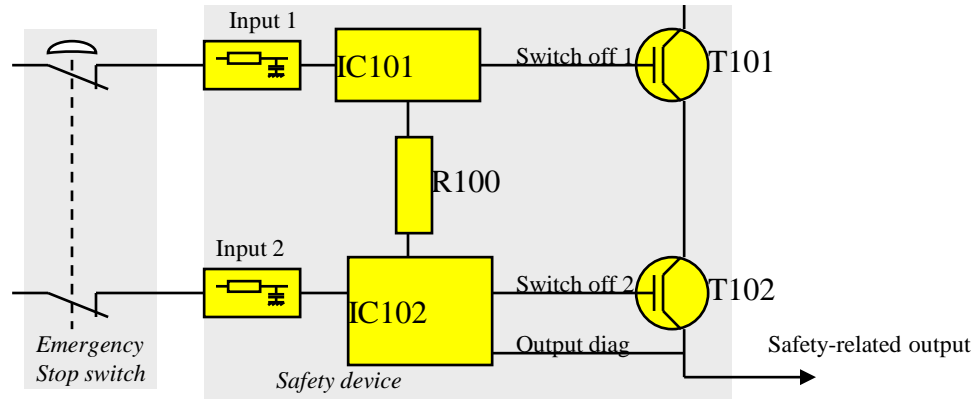 Input 1
IC101
Switch off 1
T101
R100
Input 2
IC102
Switch off 2
T102
Output diag
Safety-related output
Emergency
Stop switch
Safety device